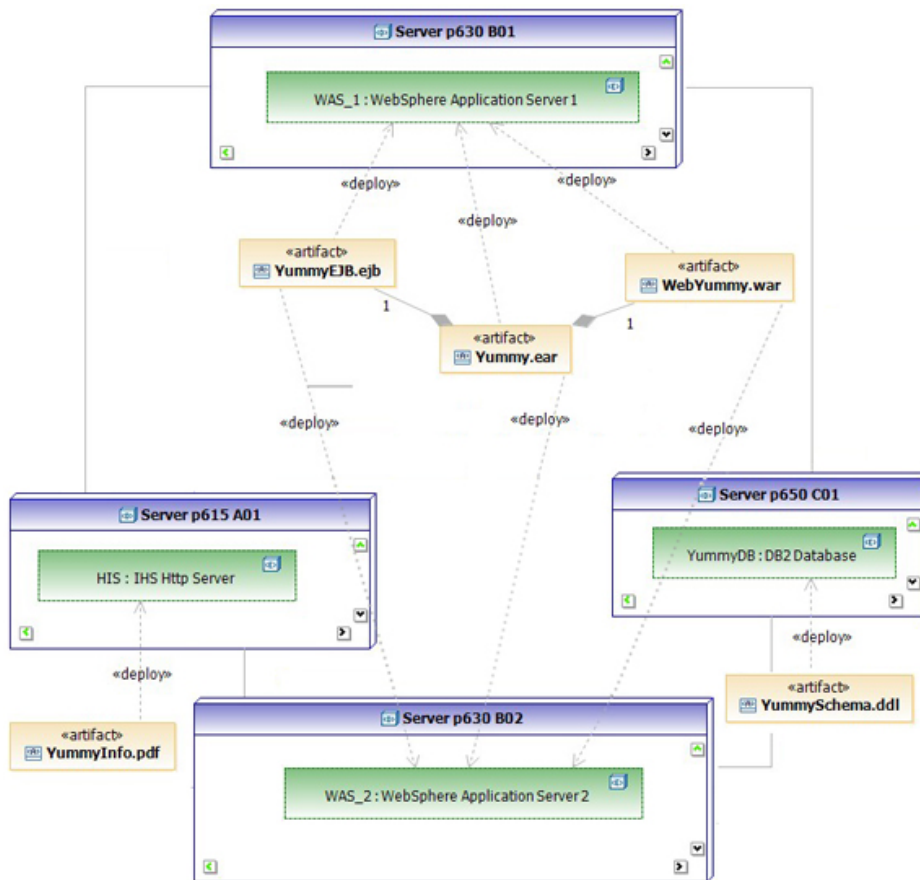 Server p630 B01
WAS_1 : WebSphere Application Server 1
«deploy»
«deploy»
«deploy»
«artifact»
YummyEJB.ejb
«artifact»
WebYummy.war
1
1
«artifact»
Yummy.ear
«deploy»
«deploy»
«deploy»
Server p615 A01
HIS : IHS Http Server
Server p650 C01
YummyDB : DB2 Database
«deploy»
«deploy»
«artifact»
YummyInfo.pdf
«artifact»
YummySchema.ddl
Server p630 B02
WAS_2 : WebSphere Application Server 2